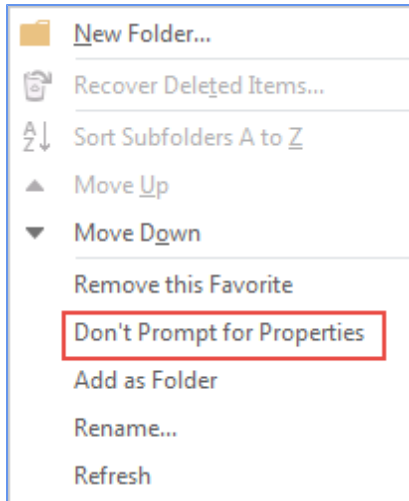 New Folder...
Recover Deleted Items...
A
Z
Sort Subfolders A to Z
Move Up
Move Down
Remove this Favorite
Don't Prompt for Properties
Add as Folder
Rename...
Refresh